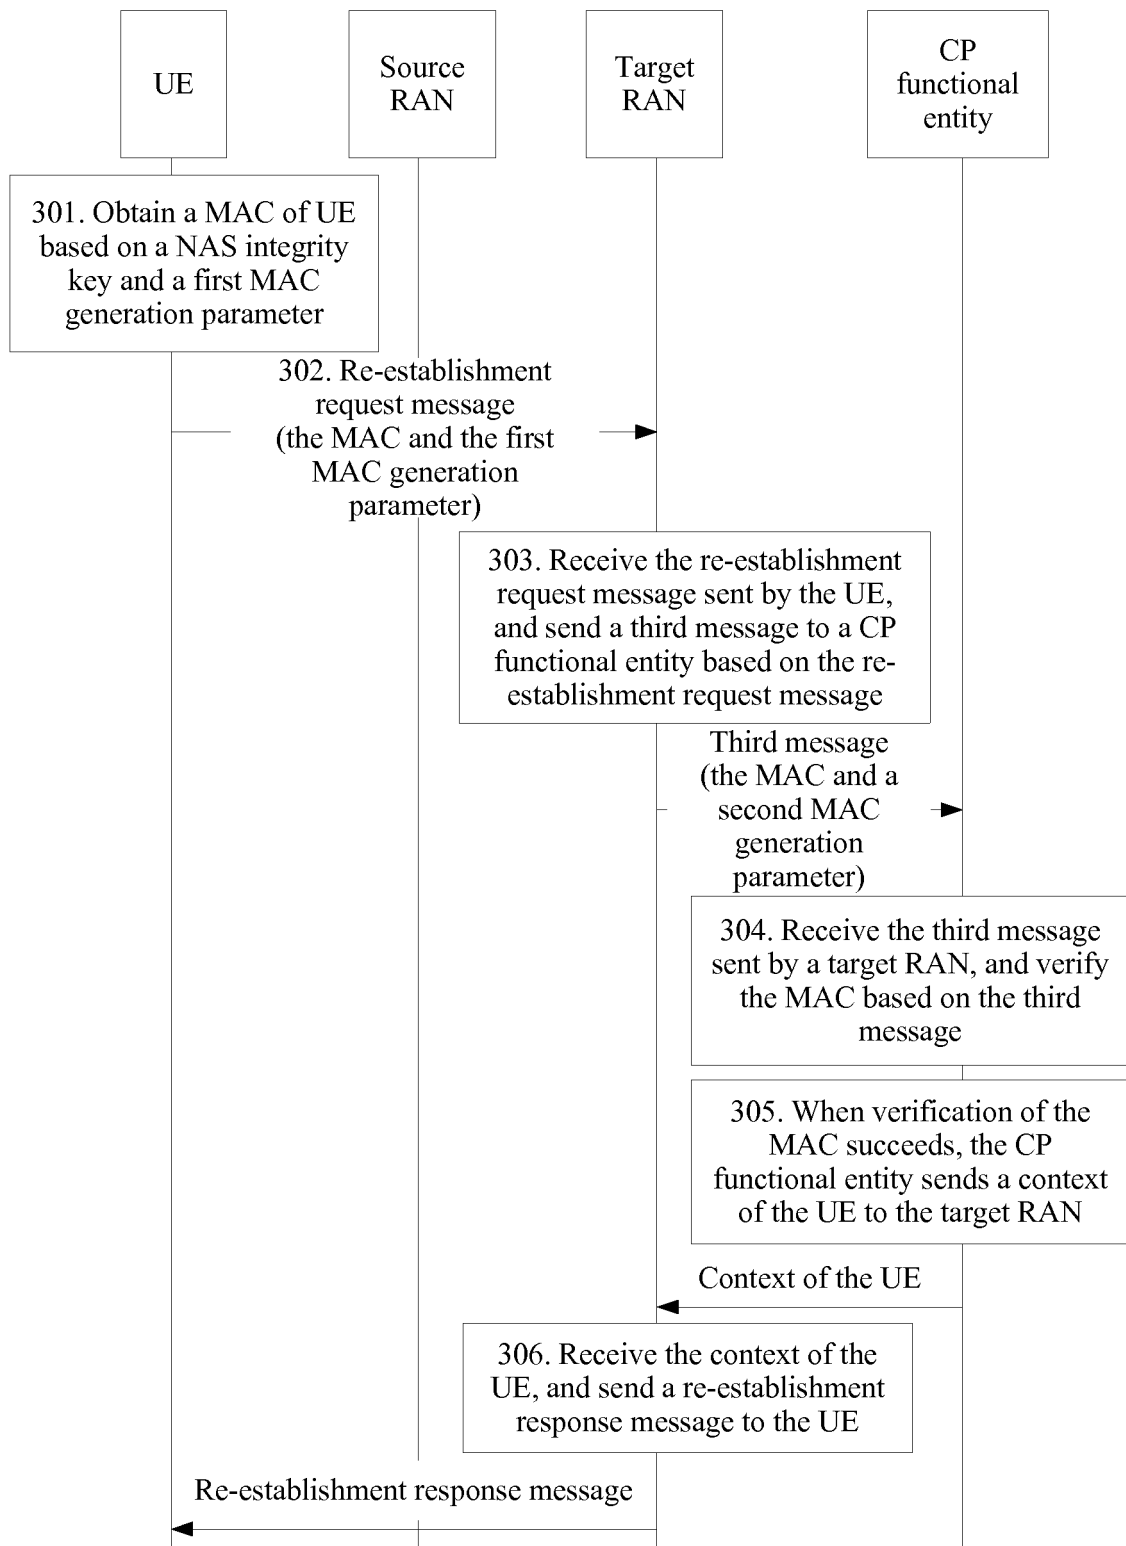 UE
Source
RAN
Target
RAN
CP
functional
entity
301. Obtain a MAC of UE
based on a NAS integrity
key and a first MAC
generation parameter
302. Re-establishment
request message
(the MAC and the first
MAC generation
parameter)
303. Receive the re-establishment
request message sent by the UE,
and send a third message to a CP
functional entity based on the re-
establishment request message
Third message
(the MAC and a
second MAC
generation
parameter)
304. Receive the third message
sent by a target RAN, and verify
the MAC based on the third
message
305. When verification of the
MAC succeeds, the CP
functional entity sends a context
of the UE to the target RAN
Context of the UE
306. Receive the context of the
UE, and send a re-establishment
response message to the UE
Re-establishment response message